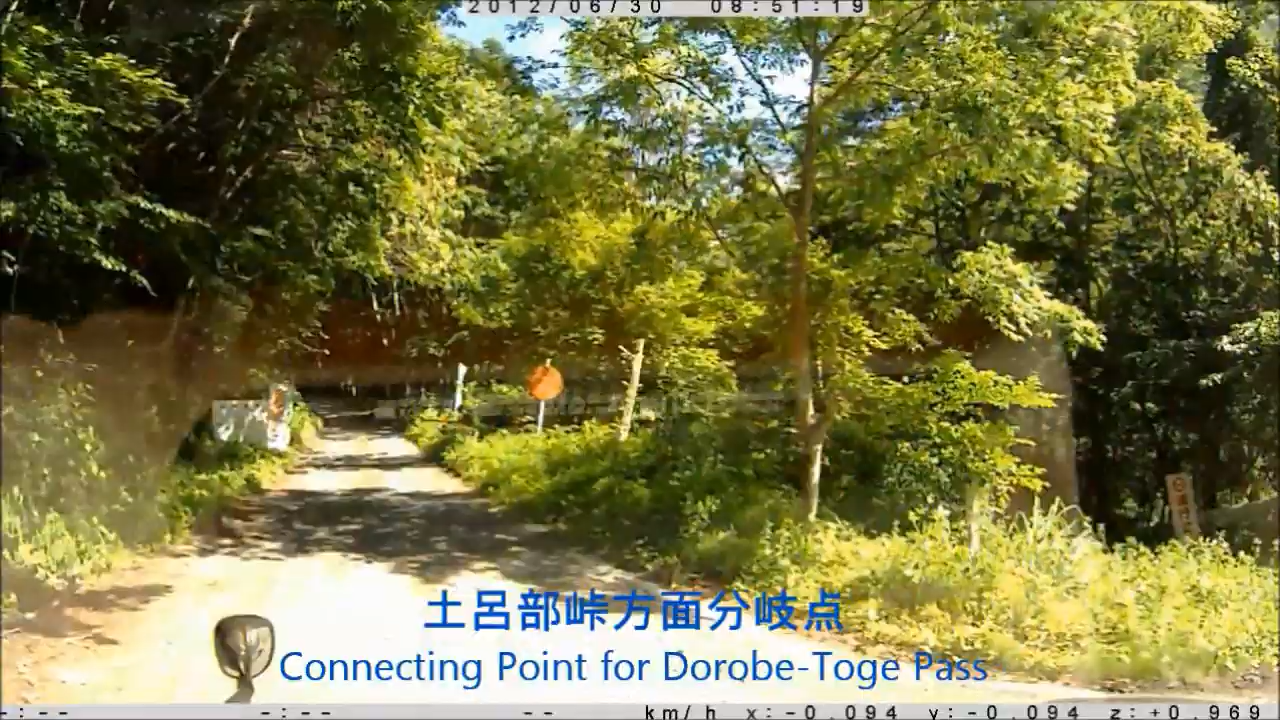 2012/06/30 08:51:19
土呂部峠方面分岐点
Connecting Point for Dorobe-Toge Pass
-:-- -:-- -- km/h x:-0.094 y:-0.094 z:+0.969